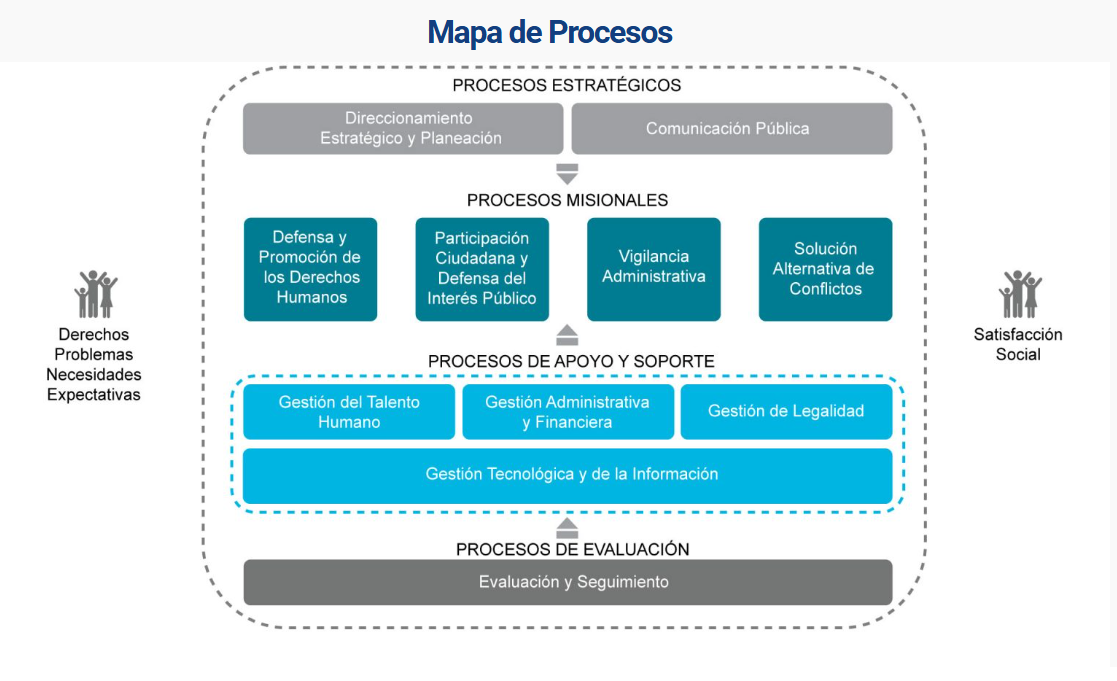 Mapa de Procesos
PROCESOS ESTRATÉGICOS
Direccionamiento
Estratégico y Planeación
Comunicación Pública
PROCESOS MISIONALES
Defensa y
Promoción de
los Derechos
Humanos
Participación
Ciudadana y
Defensa del
Interés Público
Vigilancia
Administrativa
Solución
Alternativa de
Conflictos
Derechos
Problemas
Necesidades
Expectativas
Satisfacción
Social
PROCESOS DE APOYO Y SOPORTE
Gestión del Talento
Humano
Gestión Administrativa
y Financiera
Gestión de Legalidad
Gestión Tecnológica y de la Información
PROCESOS DE EVALUACIÓN
Evaluación y Seguimiento